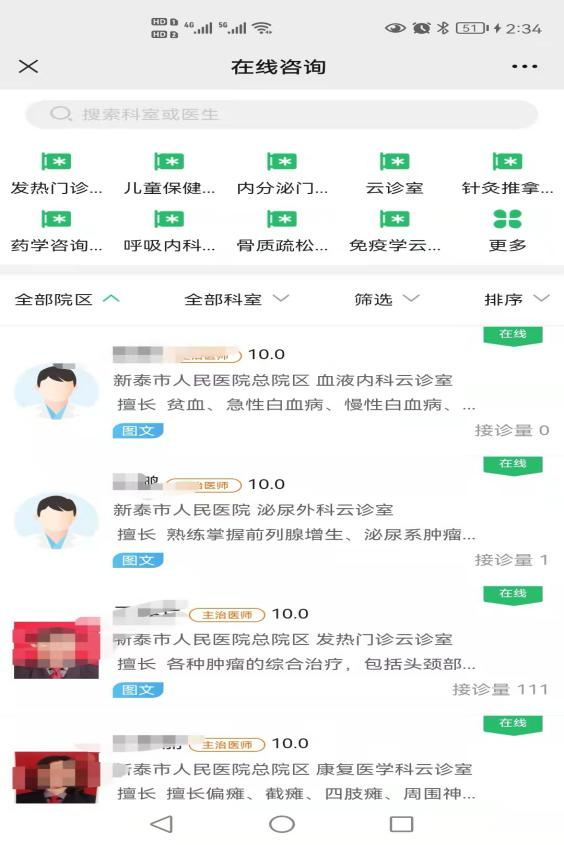 HD 1 4G 5G
HD 2
51 2:34
在线咨询
搜索科室或医生
发热门诊... 儿童保健... 内分泌门... 云诊室 针灸推拿...
药学咨询... 呼吸内科... 骨质疏松... 免疫学云... 更多
全部院区 全部科室 筛选 排序
在线
主治医师 10.0
新泰市人民医院总院区 血液内科云诊室
擅长 贫血、急性白血病、慢性白血病、...
图文 接诊量 0
在线
鹏 主治医师 10.0
新泰市人民医院 泌尿外科云诊室
擅长 熟练掌握前列腺增生、泌尿系肿瘤...
图文 接诊量 1
在线
主治医师 10.0
新泰市人民医院总院区 发热门诊云诊室
擅长 各种肿瘤的综合治疗，包括头颈部...
图文 接诊量 111
在线
主治医师 10.0
新泰市人民医院总院区 康复医学科云诊室
擅长 擅长偏瘫、截瘫、四肢瘫、周围神...